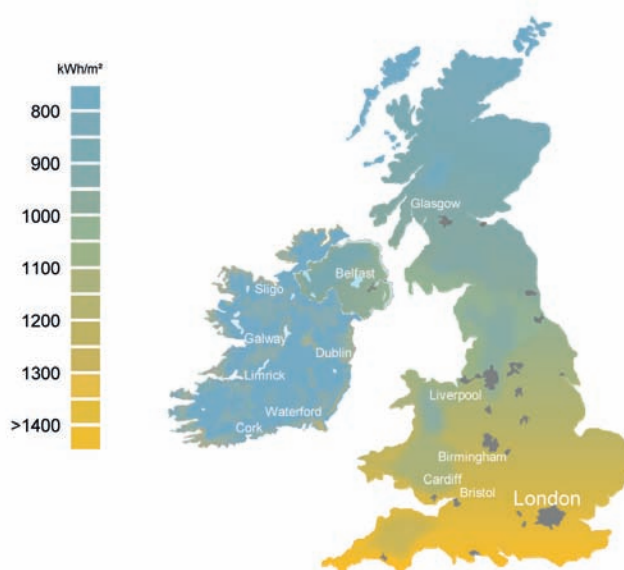 kWh/m²
800
900
1000
1100
1200
1300
>1400
Glasgow
Belfast
Sligo
Galway
Dublin
Limrick
Liverpool
Waterford
Cork
Birmingham
Cardiff
Bristol
London